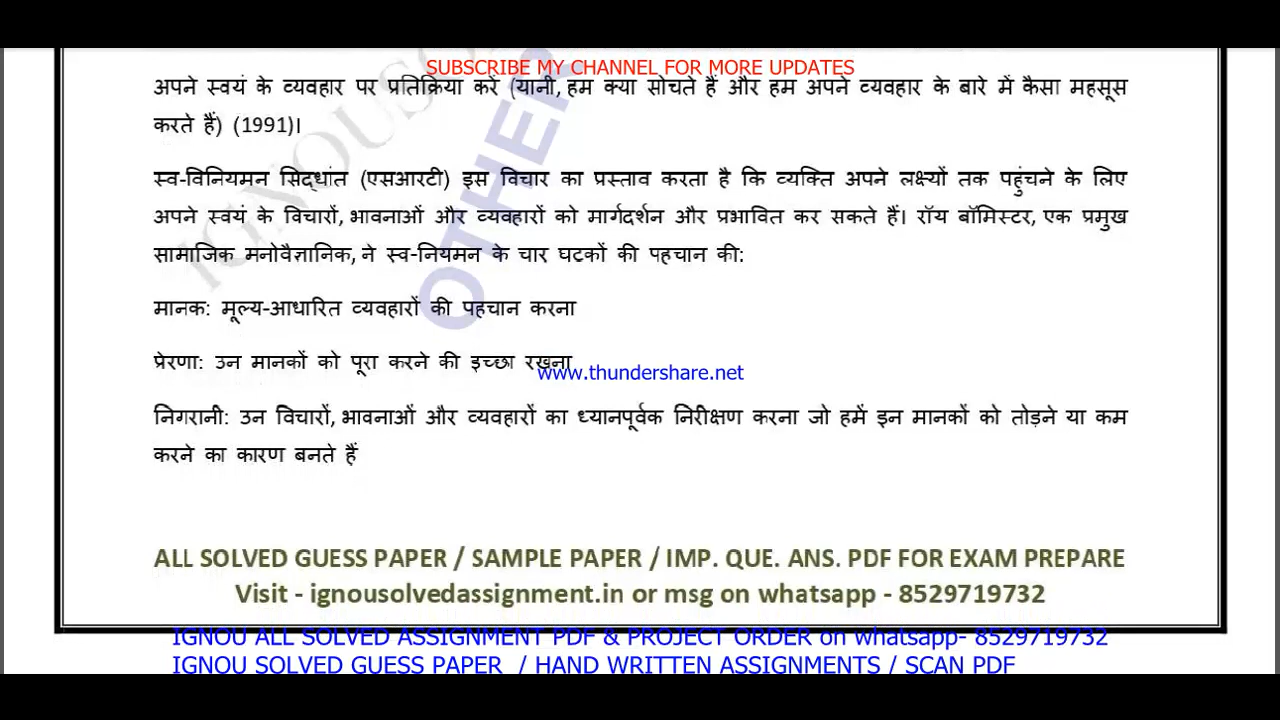 SUBSCRIBE MY CHANNEL FOR MORE UPDATES
अपने स्वयं के व्यवहार पर प्रतिक्रिया करें (यानी, हम क्या सोचते हैं और हम अपने व्यवहार के बारे में कैसा महसूस
करते हैं) (1991)।
स्व-विनियमन सिद्धांत (एसआरटी) इस विचार का प्रस्ताव करता है कि व्यक्ति अपने लक्ष्यों तक पहुंचने के लिए
अपने स्वयं के विचारों, भावनाओं और व्यवहारों को मार्गदर्शन और प्रभावित कर सकते हैं। रॉय बॉमिस्टर, एक प्रमुख
सामाजिक मनोवैज्ञानिक, ने स्व-नियमन के चार घटकों की पहचान की:
मानक: मूल्य-आधारित व्यवहारों की पहचान करना
प्रेरणा: उन मानकों को पूरा करने की इच्छा रखना
www.thundershare.net
निगरानी: उन विचारों, भावनाओं और व्यवहारों का ध्यानपूर्वक निरीक्षण करना जो हमें इन मानकों को तोड़ने या कम
करने का कारण बनते हैं
IGNOUS
OTHER
ALL SOLVED GUESS PAPER / SAMPLE PAPER / IMP. QUE. ANS. PDF FOR EXAM PREPARE
Visit - ignousolvedassignment.in or msg on whatsapp - 8529719732
IGNOU ALL SOLVED ASSIGNMENT PDF & PROJECT ORDER on whatsapp- 8529719732
IGNOU SOLVED GUESS PAPER / HAND WRITTEN ASSIGNMENTS / SCAN PDF